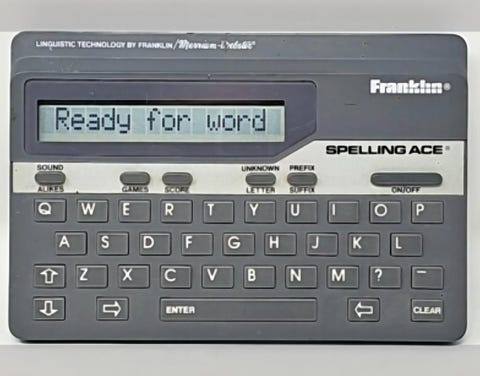 LINGUISTIC TECHNOLOGY BY FRANKLIN/Merriam-Webster®
Franklin®
Ready for word
SPELLING ACE®
SOUND UNKNOWN PREFIX
ALIKES GAMES SCORE LETTER SUFFIX ON/OFF
Q W E R T Y U I O P
A S D F G H J K L
⇧ Z X C V B N M ? –
⇩ ⇨ ENTER ⇦ CLEAR